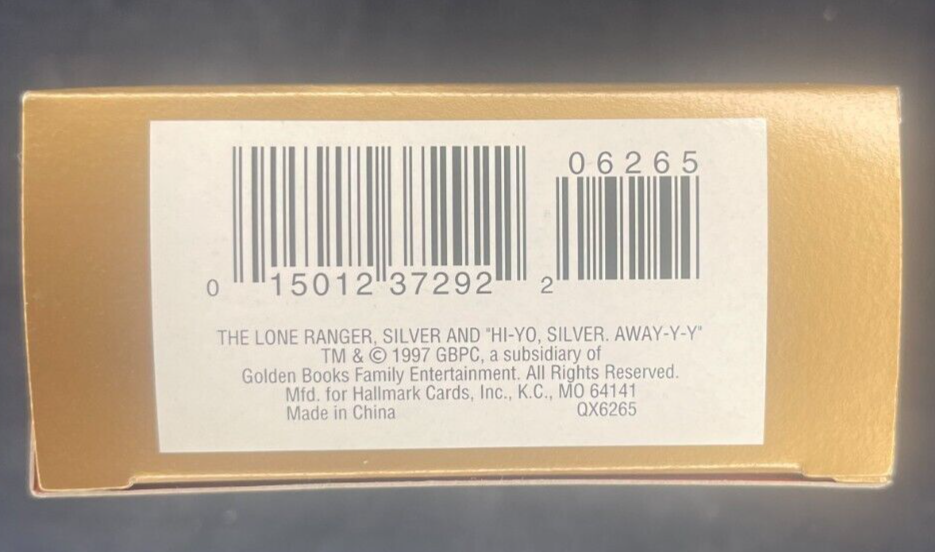 06265
0 15012 37292 2
THE LONE RANGER, SILVER AND "HI-YO, SILVER. AWAY-Y-Y"
TM & © 1997 GBPC, a subsidiary of
Golden Books Family Entertainment. All Rights Reserved.
Mfd. for Hallmark Cards, Inc., K.C., MO 64141
Made in China QX6265